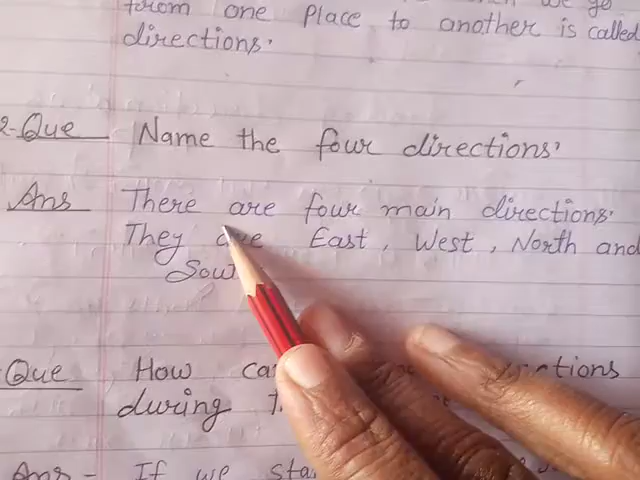 from one place to another is called
directions.
2-Que Name the four directions.
Ans There are four main directions.
They are East, West, North and
Que How
during
Ans- If we